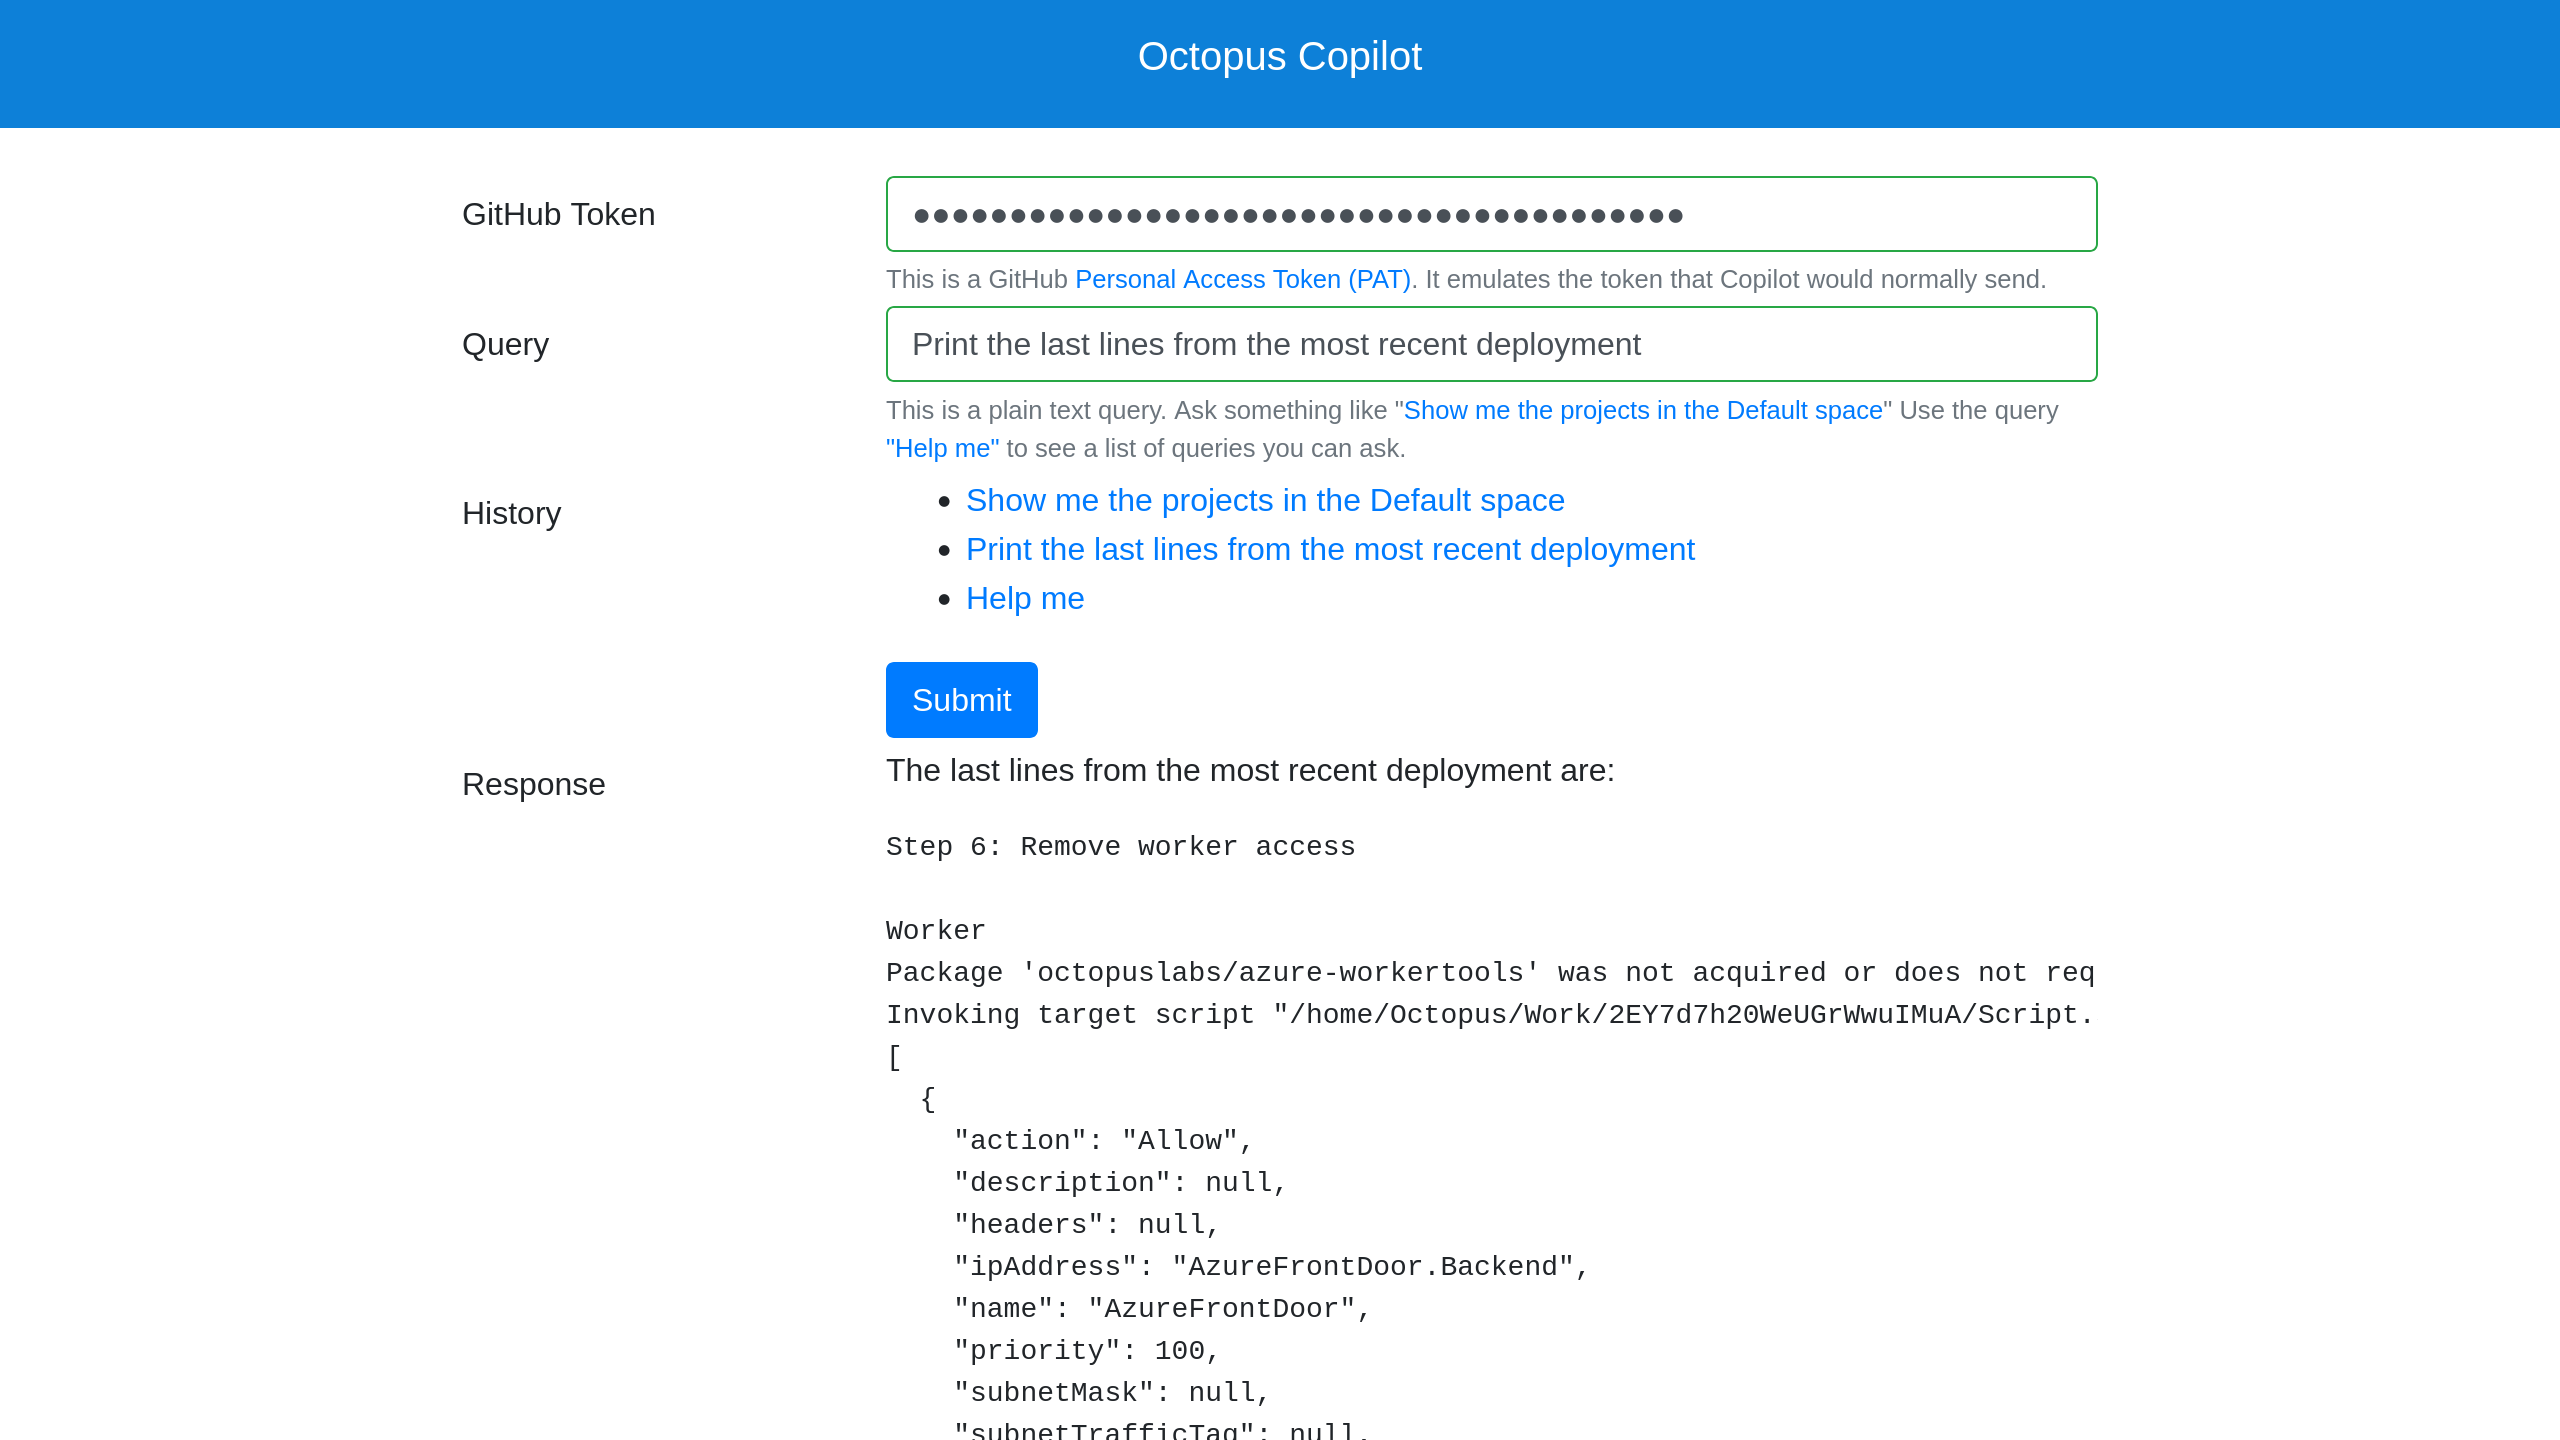 Octopus Copilot
GitHub Token
This is a GitHub Personal Access Token (PAT). It emulates the token that Copilot would normally send.
Query
Print the last lines from the most recent deployment
This is a plain text query. Ask something like "Show me the projects in the Default space" Use the query
"Help me" to see a list of queries you can ask.
History
Show me the projects in the Default space
Print the last lines from the most recent deployment
Help me
Submit
Response
The last lines from the most recent deployment are:
Step 6: Remove worker access
Worker
Package 'octopuslabs/azure-workertools' was not acquired or does not req
Invoking target script "/home/Octopus/Work/2EY7d7h20WeUGrWwuIMuA/Script.
[
  {
    "action": "Allow",
    "description": null,
    "headers": null,
    "ipAddress": "AzureFrontDoor.Backend",
    "name": "AzureFrontDoor",
    "priority": 100,
    "subnetMask": null,
    "subnetTrafficTag": null,